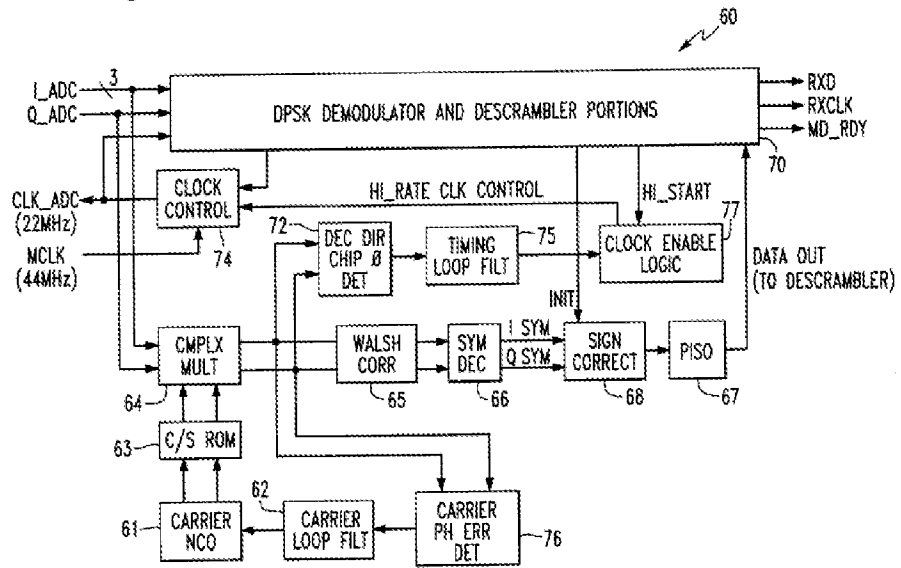 60
I_ADC
3
Q_ADC
DPSK DEMODULATOR AND DESCRAMBLER PORTIONS
RXD
RXCLK
MD_RDY
70
CLK_ADC
(22MHz)
CLOCK
CONTROL
74
HI_RATE CLK CONTROL
HI_START
77
MCLK
(44MHz)
72
DEC DIR
CHIP Ø
DET
75
TIMING
LOOP FILT
CLOCK ENABLE
LOGIC
DATA OUT
(TO DESCRAMBLER)
INIT
CMPLX
MULT
64
WALSH
CORR
65
SYM
DEC
66
I SYM
Q SYM
SIGN
CORRECT
68
PISO
67
63
C/S ROM
62
61
CARRIER
NCO
CARRIER
LOOP FILT
CARRIER
PH ERR
DET
76